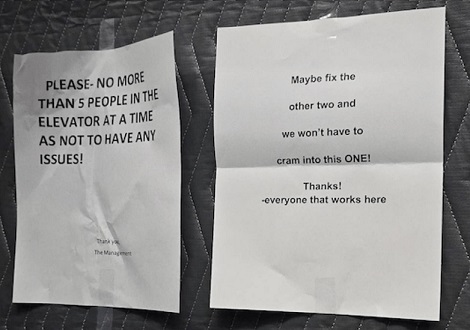 PLEASE- NO MORE
THAN 5 PEOPLE IN THE
ELEVATOR AT A TIME
AS NOT TO HAVE ANY
ISSUES!
Thank you,
The Management
Maybe fix the
other two and
we won't have to
cram into this ONE!
Thanks!
-everyone that works here